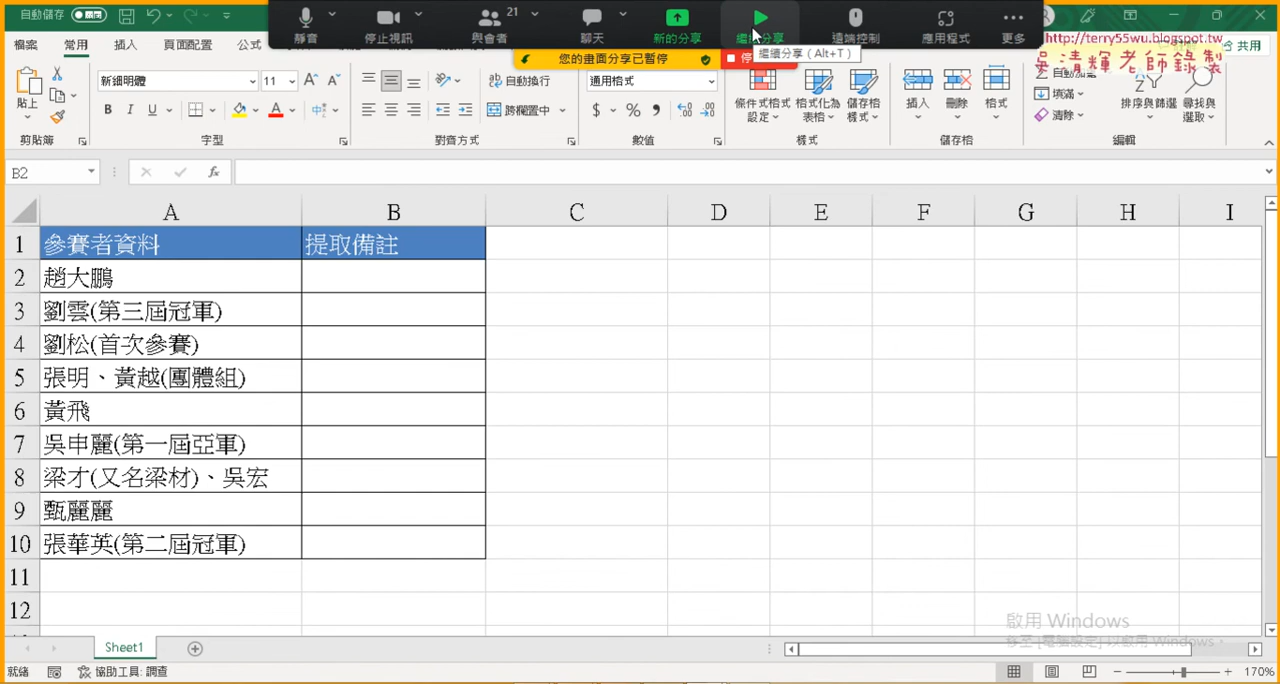 自動儲存
靜音
停止視訊
21
與會者
聊天
新的分享
遠端控制
應用程式
更多
繼續分享 ( Alt+T )
您的畫面分享已暫停
http://terry55wu.blogspot.tw
吳清輝老師錄製
共用
檔案 常用 插入 頁面配置 公式
貼上
新細明體 11
B I U
自動換行
跨欄置中
通用格式
$ % ,
條件式格式設定
格式化為表格
儲存格樣式
插入 刪除 格式
填滿
清除
排序與篩選
尋找與選取
剪貼簿 字型 對齊方式 數值 樣式 儲存格 編輯
B2 fx
A B C D E F G H I
1 參賽者資料 提取備註
2 趙大鵬
3 劉雲(第三屆冠軍)
4 劉松(首次參賽)
5 張明、黃越(團體組)
6 黃飛
7 吳申麗(第一屆亞軍)
8 梁才(又名梁材)、吳宏
9 甄麗麗
10 張華英(第二屆冠軍)
11
12
啟用 Windows
移至 [電腦設定] 以啟用 Windows。
Sheet1
就緒 協助工具: 調查 170%